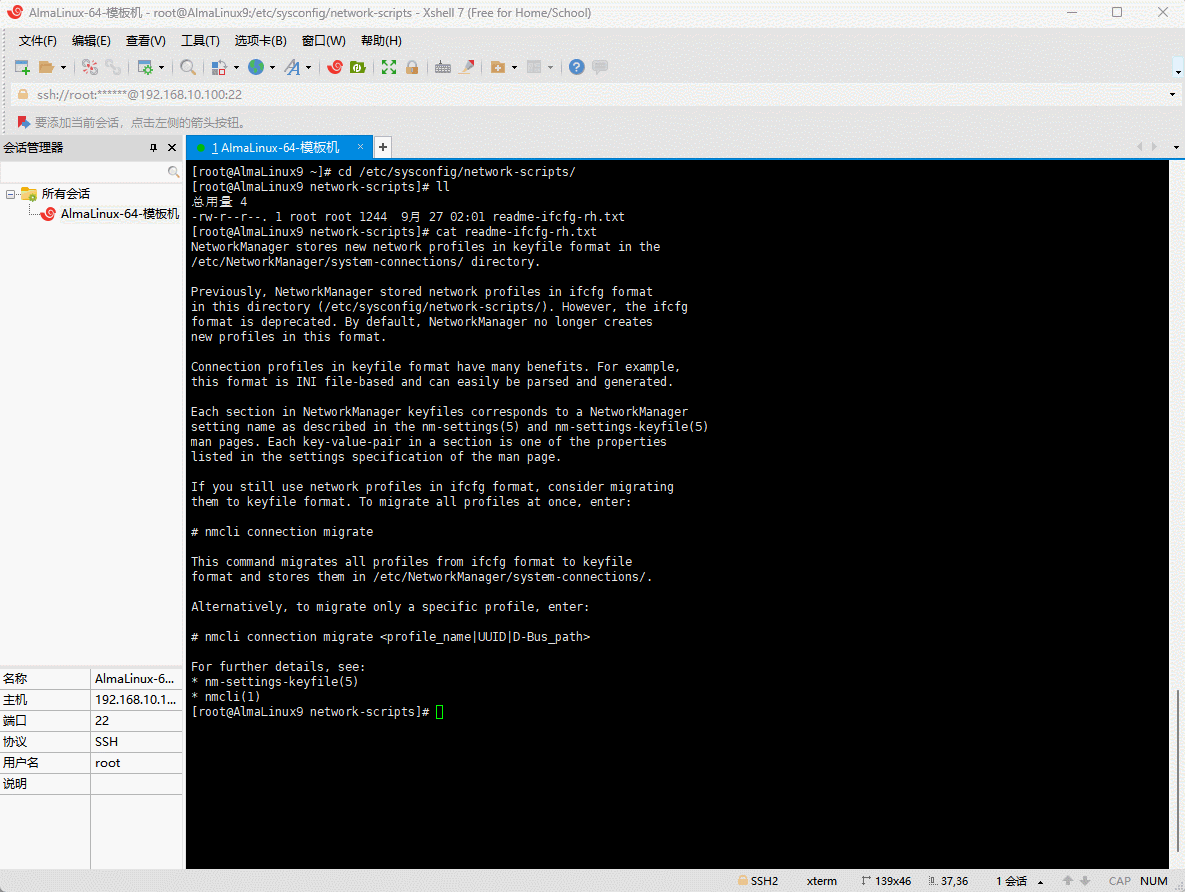 AlmaLinux-64-模板机 - root@AlmaLinux9:/etc/sysconfig/network-scripts - Xshell 7 (Free for Home/School)
文件(F) 编辑(E) 查看(V) 工具(T) 选项卡(B) 窗口(W) 帮助(H)
ssh://root:******@192.168.10.100:22
要添加当前会话，点击左侧的箭头按钮。
会话管理器
1 AlmaLinux-64-模板机
所有会话
AlmaLinux-64-模板机
[root@AlmaLinux9 ~]# cd /etc/sysconfig/network-scripts/
[root@AlmaLinux9 network-scripts]# ll
总用量 4
-rw-r--r--. 1 root root 1244  9月 27 02:01 readme-ifcfg-rh.txt
[root@AlmaLinux9 network-scripts]# cat readme-ifcfg-rh.txt
NetworkManager stores new network profiles in keyfile format in the
/etc/NetworkManager/system-connections/ directory.
Previously, NetworkManager stored network profiles in ifcfg format
in this directory (/etc/sysconfig/network-scripts/). However, the ifcfg
format is deprecated. By default, NetworkManager no longer creates
new profiles in this format.
Connection profiles in keyfile format have many benefits. For example,
this format is INI file-based and can easily be parsed and generated.
Each section in NetworkManager keyfiles corresponds to a NetworkManager
setting name as described in the nm-settings(5) and nm-settings-keyfile(5)
man pages. Each key-value-pair in a section is one of the properties
listed in the settings specification of the man page.
If you still use network profiles in ifcfg format, consider migrating
them to keyfile format. To migrate all profiles at once, enter:
# nmcli connection migrate
This command migrates all profiles from ifcfg format to keyfile
format and stores them in /etc/NetworkManager/system-connections/.
Alternatively, to migrate only a specific profile, enter:
# nmcli connection migrate <profile_name|UUID|D-Bus_path>
For further details, see:
* nm-settings-keyfile(5)
* nmcli(1)
[root@AlmaLinux9 network-scripts]#
名称 AlmaLinux-6...
主机 192.168.10.1...
端口 22
协议 SSH
用户名 root
说明
SSH2 xterm 139x46 37,36 1 会话 CAP NUM